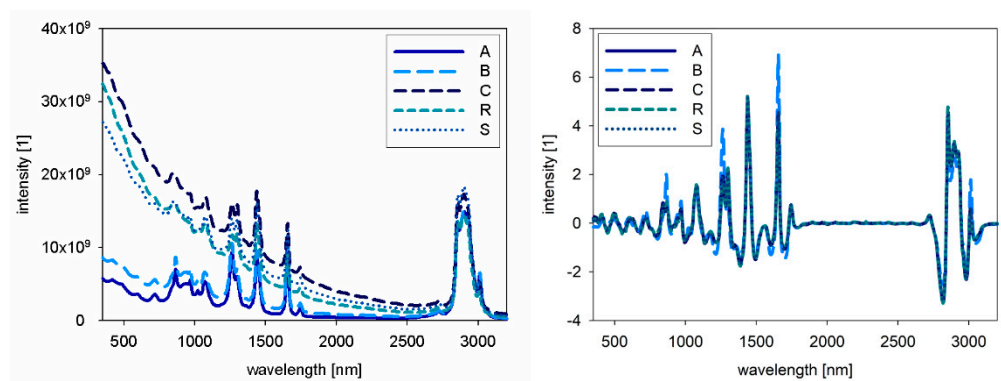 40x10⁹
30x10⁹
20x10⁹
10x10⁹
0
intensity [1]
500
1000
1500
2000
2500
3000
wavelength [nm]
A
B
C
R
S
8
6
4
2
0
-2
-4
intensity [1]
500
1000
1500
2000
2500
3000
wavelength [nm]
A
B
C
R
S